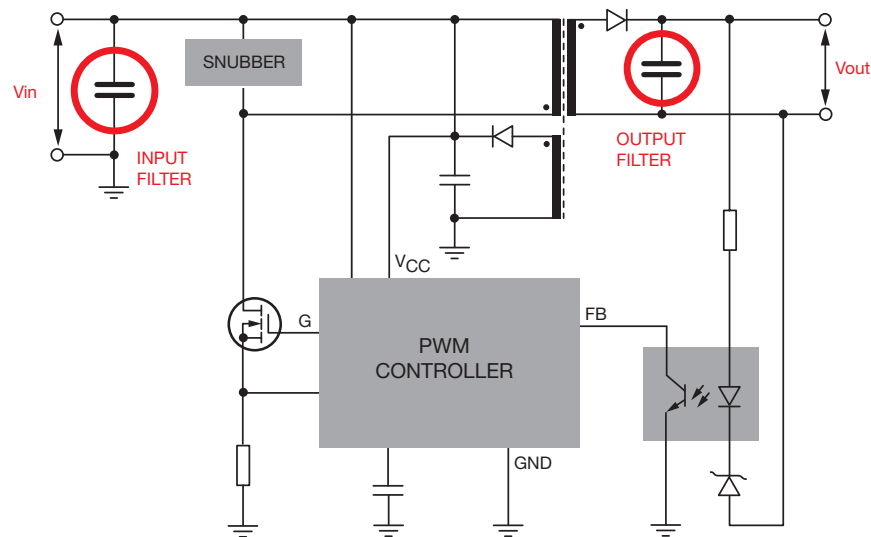 SNUBBER
Vin
Vout
INPUT
FILTER
OUTPUT
FILTER
VCC
G
FB
PWM
CONTROLLER
GND